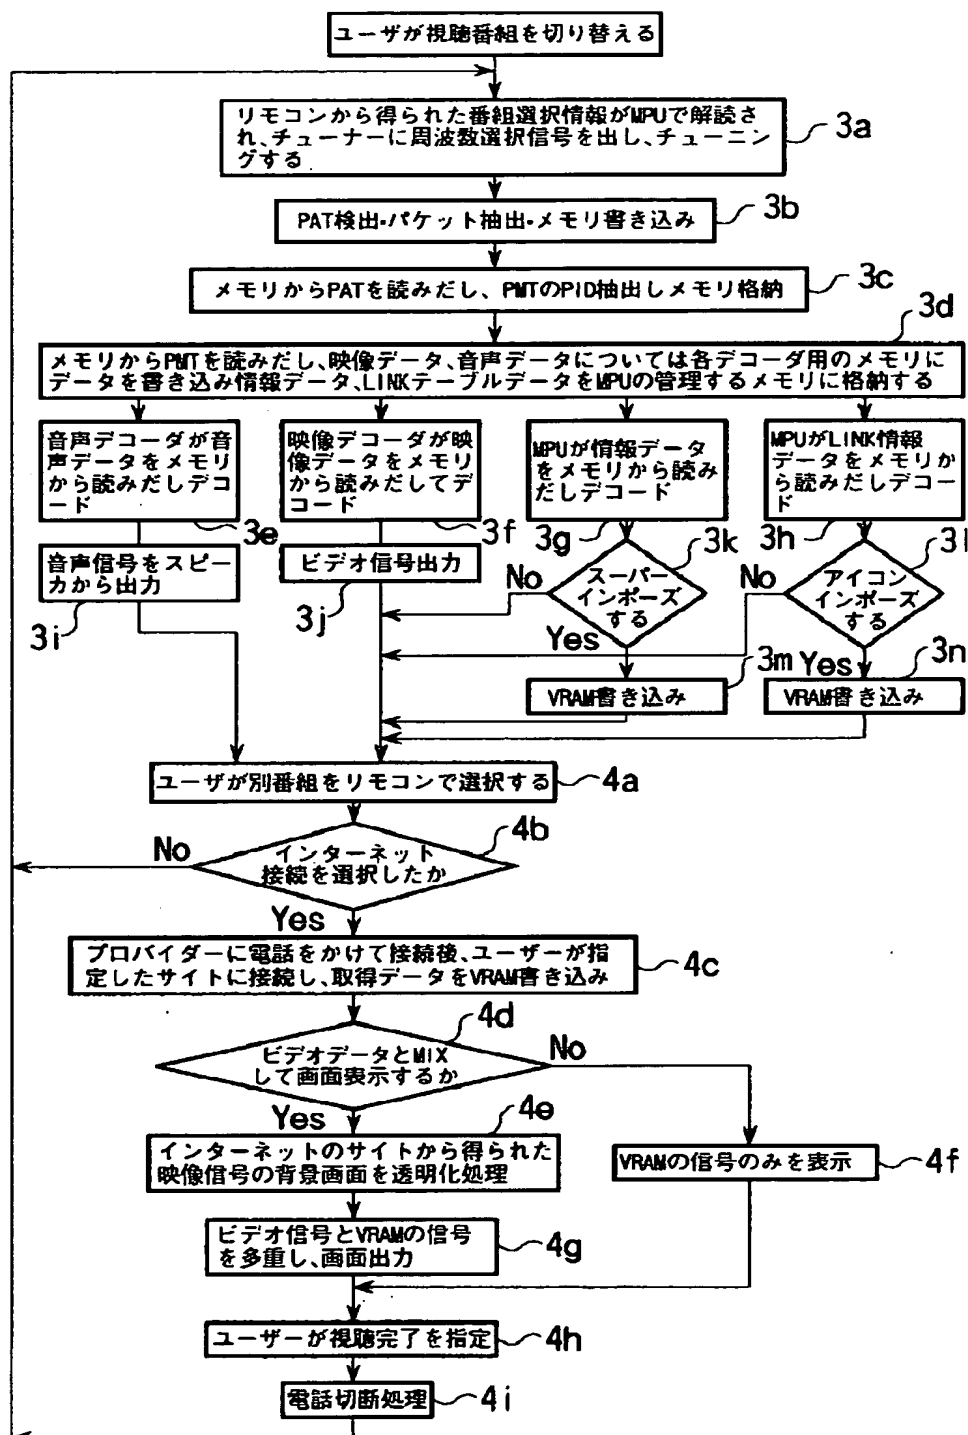 ユーザが視聴番組を切り替える
リモコンから得られた番組選択情報がMPUで解読さ
れ、チューナーに周波数選択信号を出し、チューニン
グする
3a
PAT検出・パケット抽出・メモリ書き込み
3b
メモリからPATを読みだし、PMTのPID抽出しメモリ格納
3c
3d
メモリからPMTを読みだし、映像データ、音声データについては各デコーダ用のメモリに
データを書き込み情報データ、LINKテーブルデータをMPUの管理するメモリに格納する
音声デコーダが音
声データをメモリ
から読みだしデコ
ード
3e
映像デコーダが映
像データをメモリ
から読みだしてデ
コード
3f
MPUが情報データ
をメモリから読み
だしデコード
3g
MPUがLINK情報
データをメモリか
ら読みだしデコー
ド
3h
音声信号をスピー
カから出力
3i
ビデオ信号出力
3j
No
スーパー
インポーズ
する
3k
Yes
No
アイコン
インポーズ
する
3l
Yes
VRAM書き込み
3m
VRAM書き込み
3n
ユーザが別番組をリモコンで選択する
4a
No
インターネット
接続を選択したか
4b
Yes
プロバイダーに電話をかけて接続後、ユーザーが指
定したサイトに接続し、取得データをVRAM書き込み
4c
4d
ビデオデータとMIX
して画面表示するか
No
Yes
4e
インターネットのサイトから得られた
映像信号の背景画面を透明化処理
VRAMの信号のみを表示
4f
ビデオ信号とVRAMの信号
を多重し、画面出力
4g
ユーザーが視聴完了を指定
4h
電話切断処理
4i